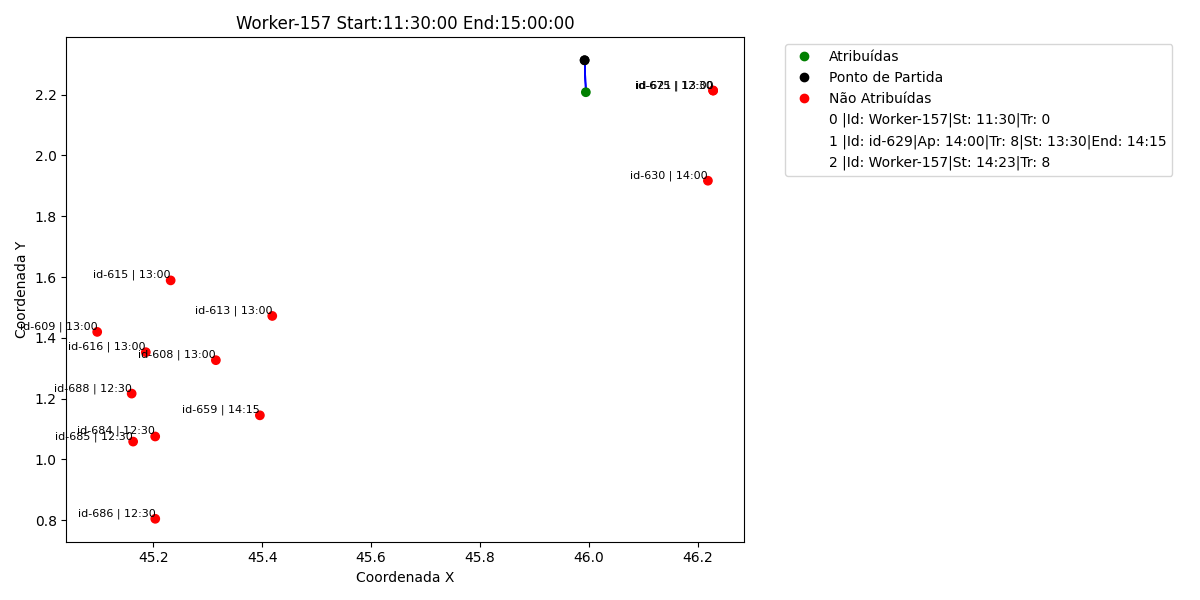 Worker-157 Start:11:30:00 End:15:00:00
Coordenada Y
2.2
2.0
1.8
1.6
1.4
1.2
1.0
0.8
id-630 | 14:00
id-615 | 13:00
id-613 | 13:00
id-609 | 13:00
id-616 | 13:00
id-608 | 13:00
id-688 | 12:30
id-659 | 14:15
id-684 | 12:30
id-685 | 12:30
id-686 | 12:30
45.2
45.4
45.6
45.8
46.0
46.2
Coordenada X
Atribuídas
Ponto de Partida
Não Atribuídas
0 |Id: Worker-157|St: 11:30|Tr: 0
1 |Id: id-629|Ap: 14:00|Tr: 8|St: 13:30|End: 14:15
2 |Id: Worker-157|St: 14:23|Tr: 8